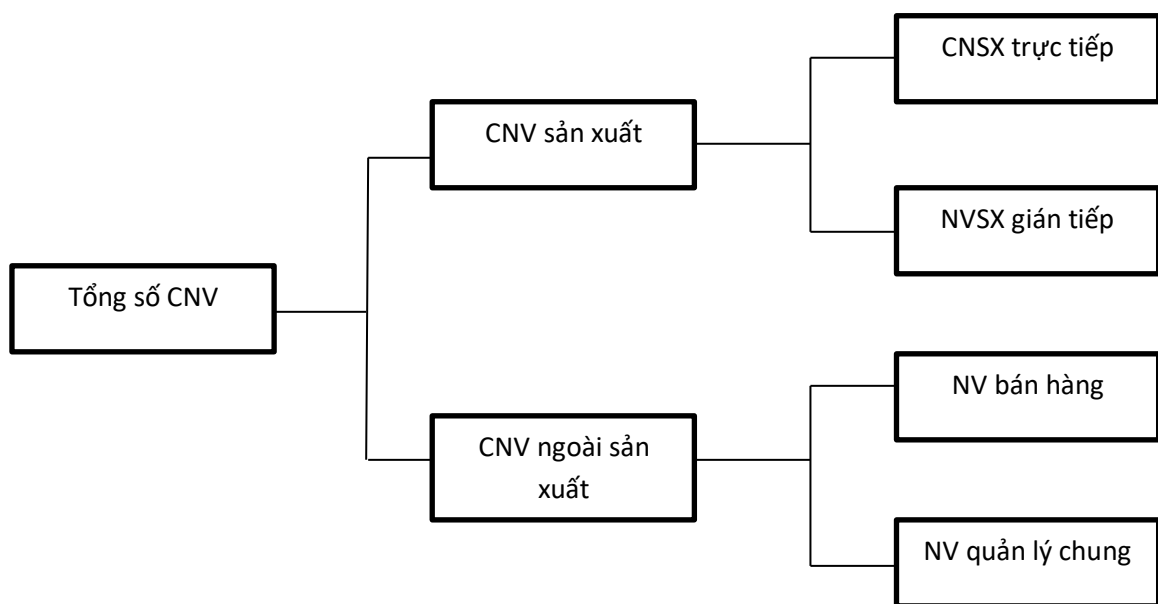 CNSX trực tiếp
CNV sản xuất
NVSX gián tiếp
Tổng số CNV
NV bán hàng
CNV ngoài sản
xuất
NV quản lý chung